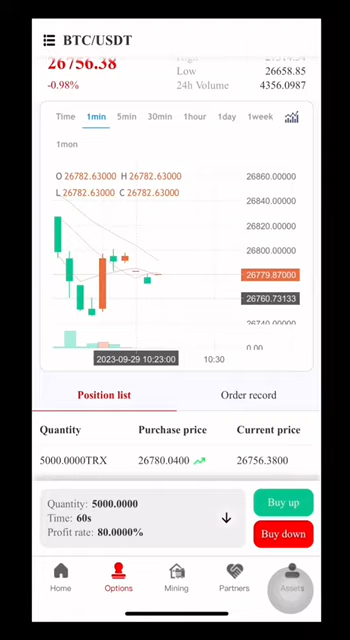 BTC/USDT
26756.38
-0.98%
Low 26658.85
24h Volume 4356.0987
Time 1min 5min 30min 1hour 1day 1week
1mon
O 26782.63000 H 26782.63000
L 26782.63000 C 26782.63000
26860.00000
26840.00000
26820.00000
26800.00000
26779.87000
26760.73133
26740.00000
0.00
2023-09-29 10:23:00 10:30
Position list Order record
Quantity Purchase price Current price
5000.0000TRX 26780.0400 26756.3800
Quantity: 5000.0000
Time: 60s
Profit rate: 80.0000%
Buy up
Buy down
Home Options Mining Partners Assets